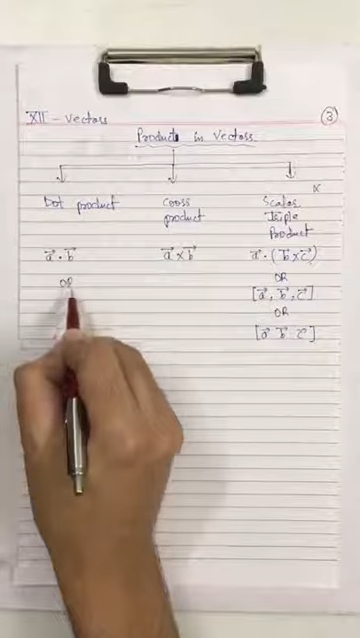 XII - Vectors
3
Products in Vectors
Dot product
Cross product
Scalar Triple Product
a⃗ · b⃗
a⃗ × b⃗
a⃗ · (b⃗ × c⃗)
OR
OR
[a⃗, b⃗, c⃗]
OR
[a⃗ b⃗ c⃗]